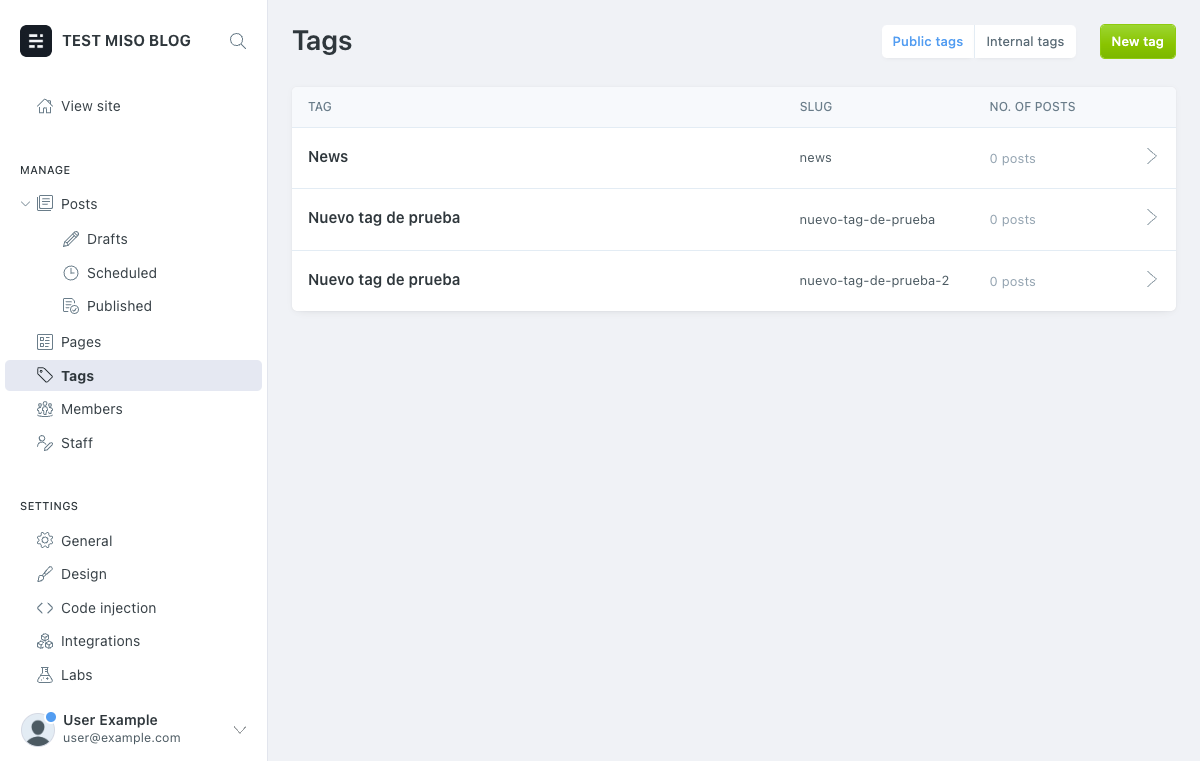 TEST MISO BLOG
View site
MANAGE
Posts
Drafts
Scheduled
Published
Pages
Tags
Members
Staff
SETTINGS
General
Design
Code injection
Integrations
Labs
User Example
user@example.com
Tags
Public tags
Internal tags
New tag
TAG SLUG NO. OF POSTS
News news 0 posts
Nuevo tag de prueba nuevo-tag-de-prueba 0 posts
Nuevo tag de prueba nuevo-tag-de-prueba-2 0 posts